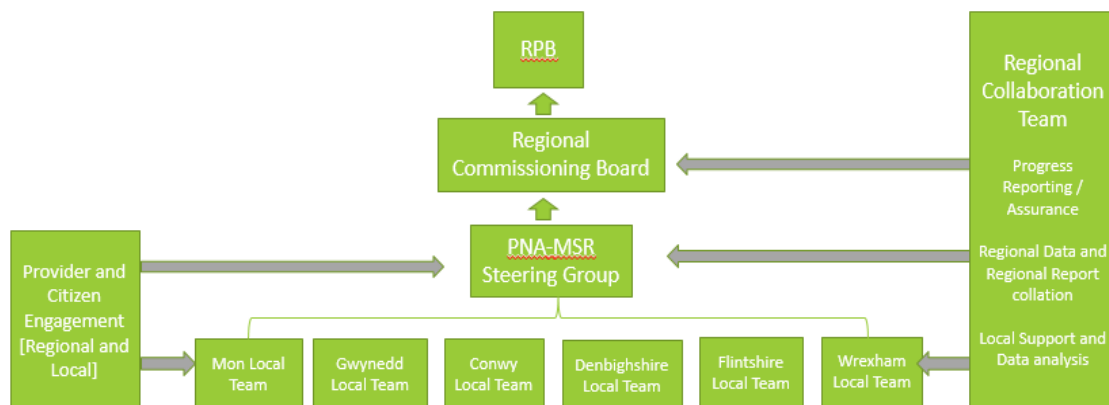 RPB
Regional
Commissioning Board
PNA-MSR
Steering Group
Provider and
Citizen
Engagement
[Regional and
Local]
Mon Local
Team
Gwynedd
Local Team
Conwy
Local Team
Denbighshire
Local Team
Flintshire
Local Team
Wrexham
Local Team
Regional
Collaboration
Team
Progress
Reporting /
Assurance
Regional Data and
Regional Report
collation
Local Support and
Data analysis